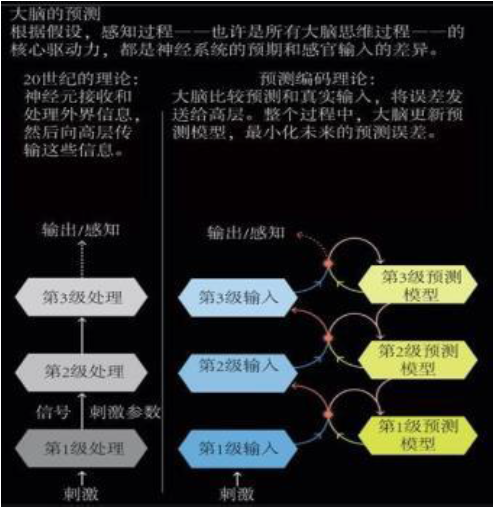 大脑的预测
根据假设，感知过程——也许是所有大脑思维过程——的
核心驱动力，都是神经系统的预期和感官输入的差异。
20世纪的理论：
神经元接收和
处理外界信息，
然后向高层传
输这些信息。
预测编码理论：
大脑比较预测和真实输入，将误差发
送给高层。整个过程中，大脑更新预
测模型，最小化未来的预测误差。
输出/感知
第3级处理
第2级处理
信号
刺激参数
第1级处理
刺激
输出/感知
第3级输入
第3级预测
模型
第2级输入
第2级预测
模型
第1级输入
第1级预测
模型
刺激